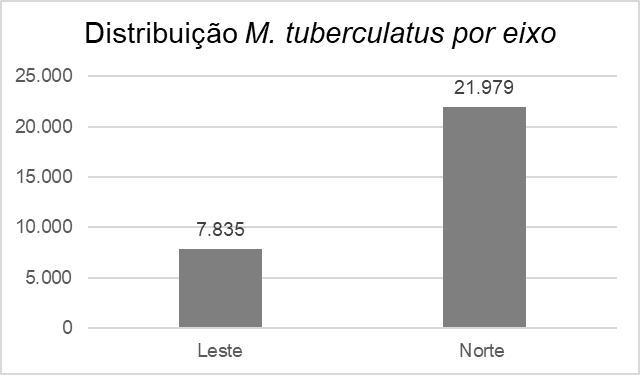 Distribuição M. tuberculatus por eixo
25.000
20.000
15.000
10.000
5.000
0
7.835
21.979
Leste
Norte